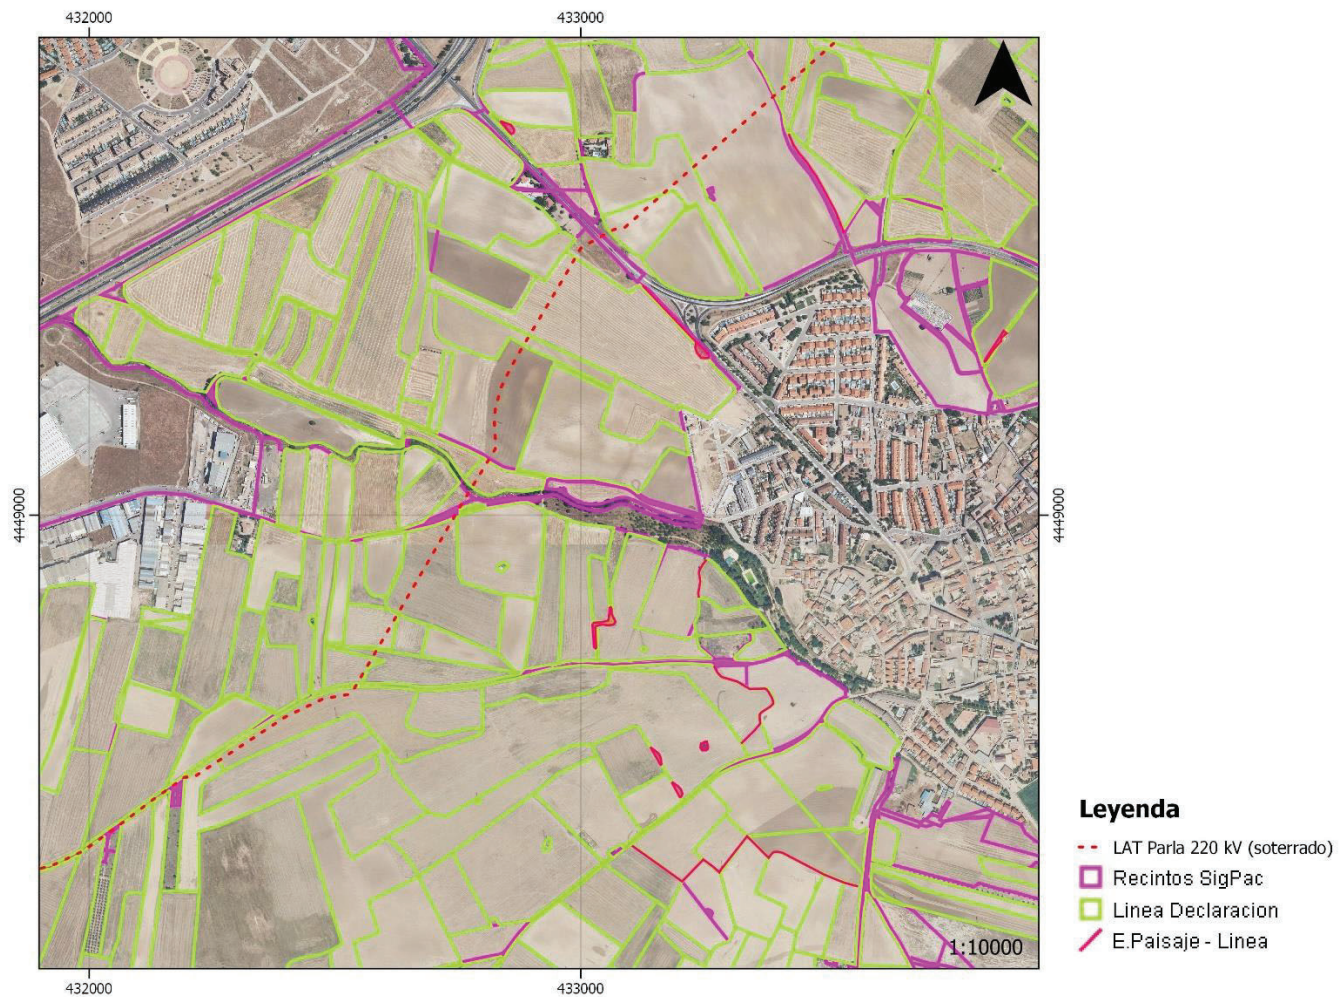 432000
433000
4449000
4449000
1:10000
432000
433000
Leyenda
LAT Parla 220 kV (soterrado)
Recintos SigPac
Linea Declaracion
E.Paisaje - Linea